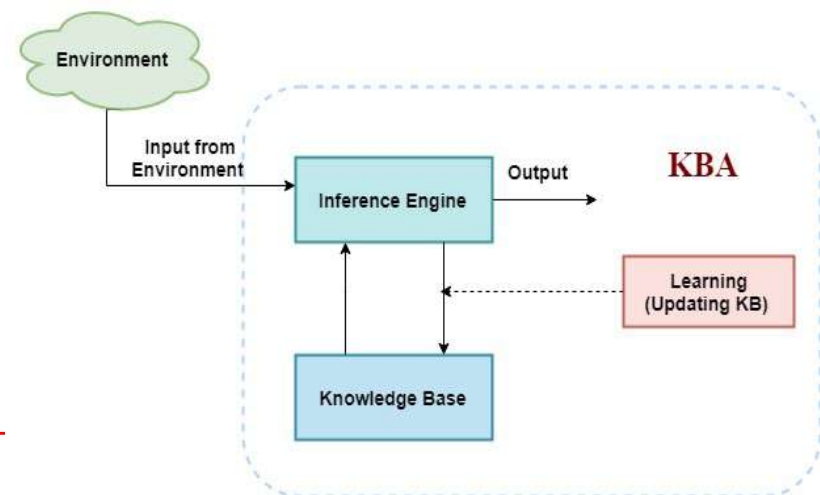 Environment
Input from
Environment
Inference Engine
Output
KBA
Learning
(Updating KB)
Knowledge Base